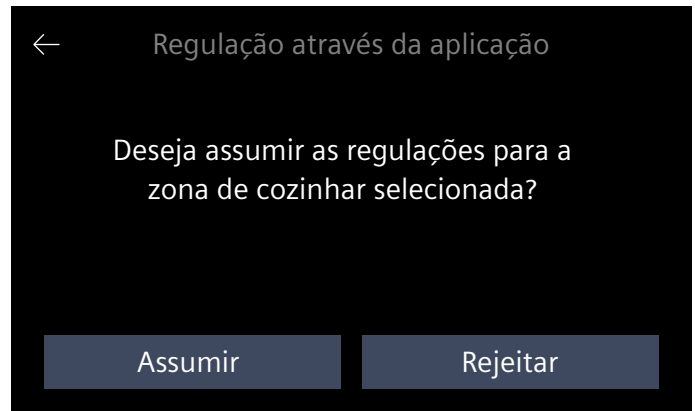 Regulação através da aplicação
Deseja assumir as regulações para a
zona de cozinhar selecionada?
Assumir
Rejeitar